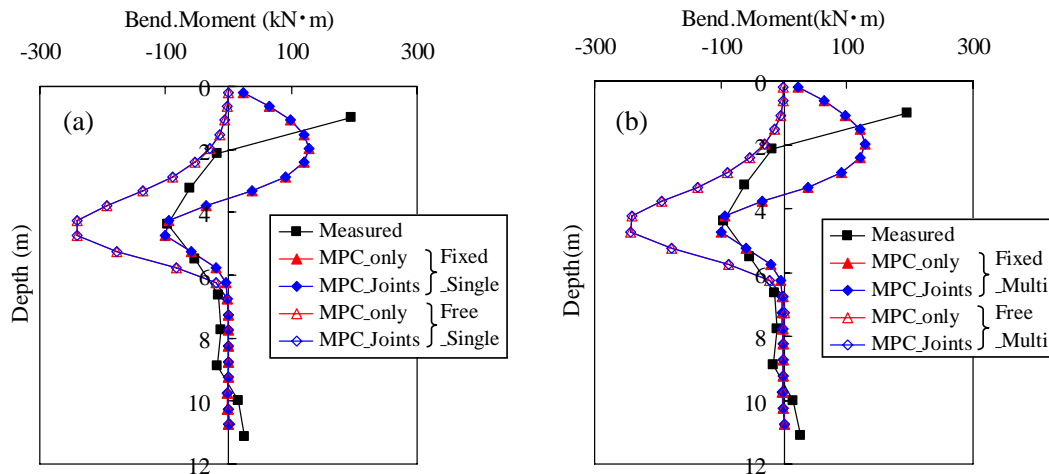 Bend.Moment (kN·m)
-300 -100 100 300
0
2
4
6
8
10
12
Depth (m)
(a)
Measured
MPC_only
MPC_Joints
Fixed
_Single
MPC_only
MPC_Joints
Free
_Single
Bend.Moment(kN·m)
-300 -100 100 300
0
2
4
6
8
10
12
Depth (m)
(b)
Measured
MPC_only
MPC_Joints
Fixed
_Multi
MPC_only
MPC_Joints
Free
_Multi